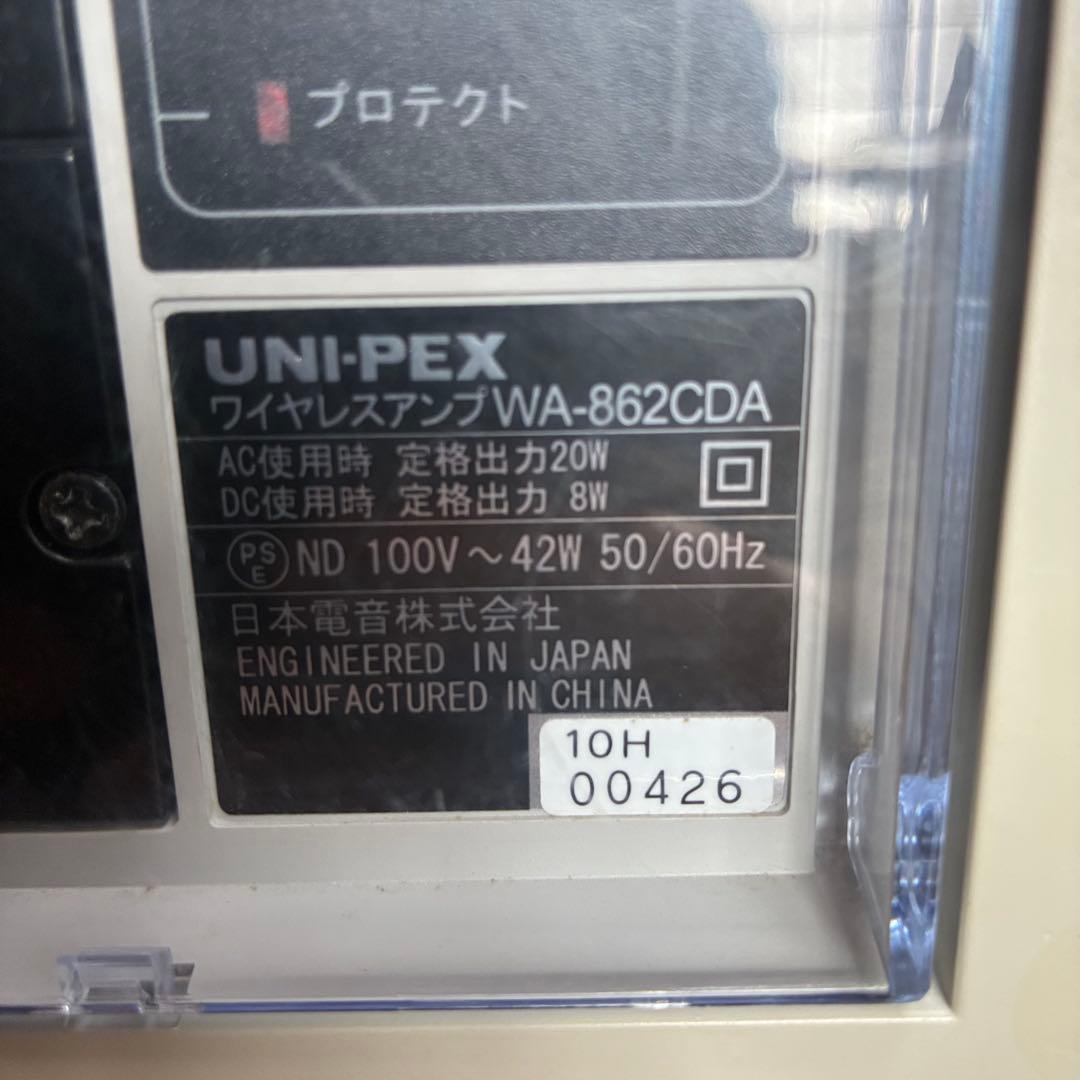 プロテクト
UNI-PEX
ワイヤレスアンプWA-862CDA
AC使用時 定格出力20W
DC使用時 定格出力 8W
PSE ND 100V～42W 50/60Hz
日本電音株式会社
ENGINEERED IN JAPAN
MANUFACTURED IN CHINA
10H
00426